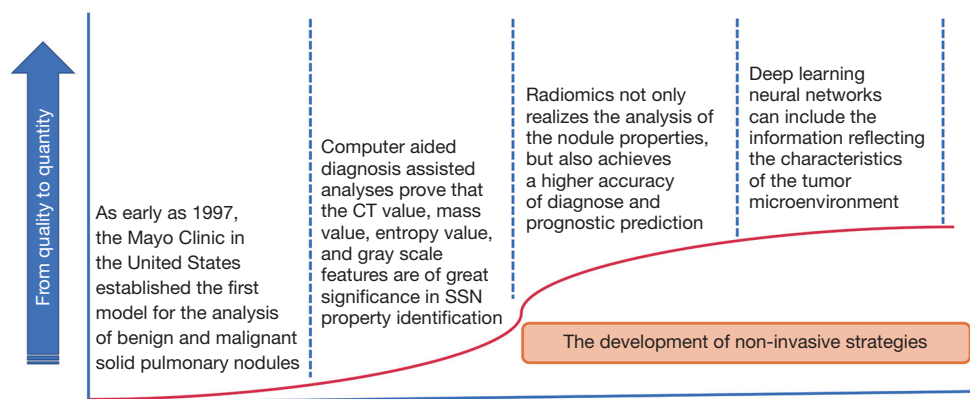 From quality to quantity
As early as 1997,
the Mayo Clinic in
the United States
established the first
model for the analysis
of benign and malignant
solid pulmonary nodules
Computer aided
diagnosis assisted
analyses prove that
the CT value, mass
value, entropy value,
and gray scale
features are of great
significance in SSN
property identification
Radiomics not only
realizes the analysis of
the nodule properties,
but also achieves
a higher accuracy
of diagnose and
prognostic prediction
Deep learning
neural networks
can include the
information reflecting
the characteristics
of the tumor
microenvironment
The development of non-invasive strategies